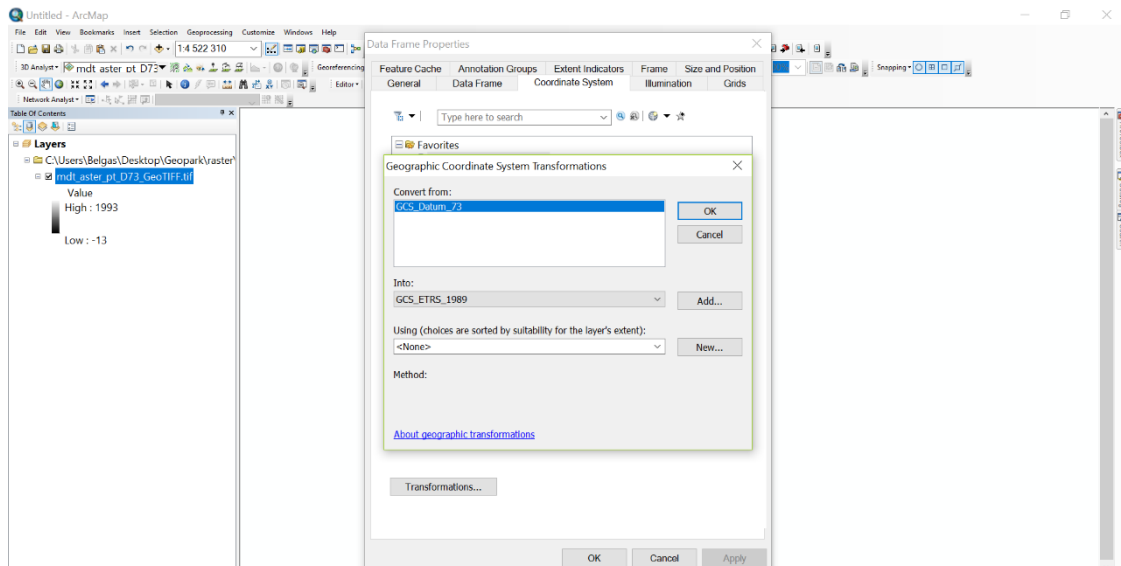 Untitled - ArcMap
File Edit View Bookmarks Insert Selection Geoprocessing Customize Windows Help
1:4 522 310
3D Analyst mdt aster pt D73 Georeferencing
Snapping
Editor
Network Analyst
Table Of Contents
Layers
C:\Users\Belgas\Desktop\Geopark\raster\
mdt_aster_pt_D73_GeoTIFF.tif
Value
High : 1993
Low : -13
Data Frame Properties
Feature Cache Annotation Groups Extent Indicators Frame Size and Position
General Data Frame Coordinate System Illumination Grids
Type here to search
Favorites
Geographic Coordinate System Transformations
Convert from:
GCS_Datum_73
OK
Cancel
Into:
GCS_ETRS_1989
Add...
Using (choices are sorted by suitability for the layer's extent):
<None>
New...
Method:
About geographic transformations
Transformations...
OK Cancel Apply